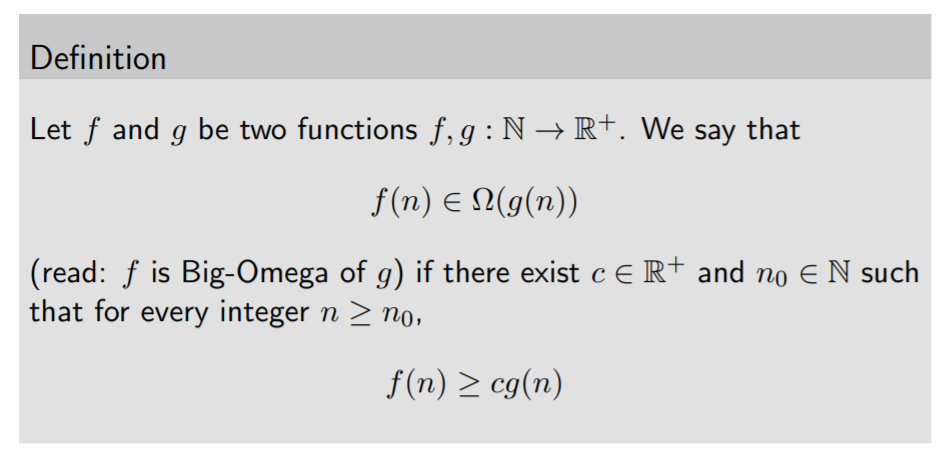 Definition
Let f and g be two functions f, g : ℕ → ℝ⁺. We say that
f(n) ∈ Ω(g(n))
(read: f is Big-Omega of g) if there exist c ∈ ℝ⁺ and n₀ ∈ ℕ such
that for every integer n ≥ n₀,
f(n) ≥ cg(n)